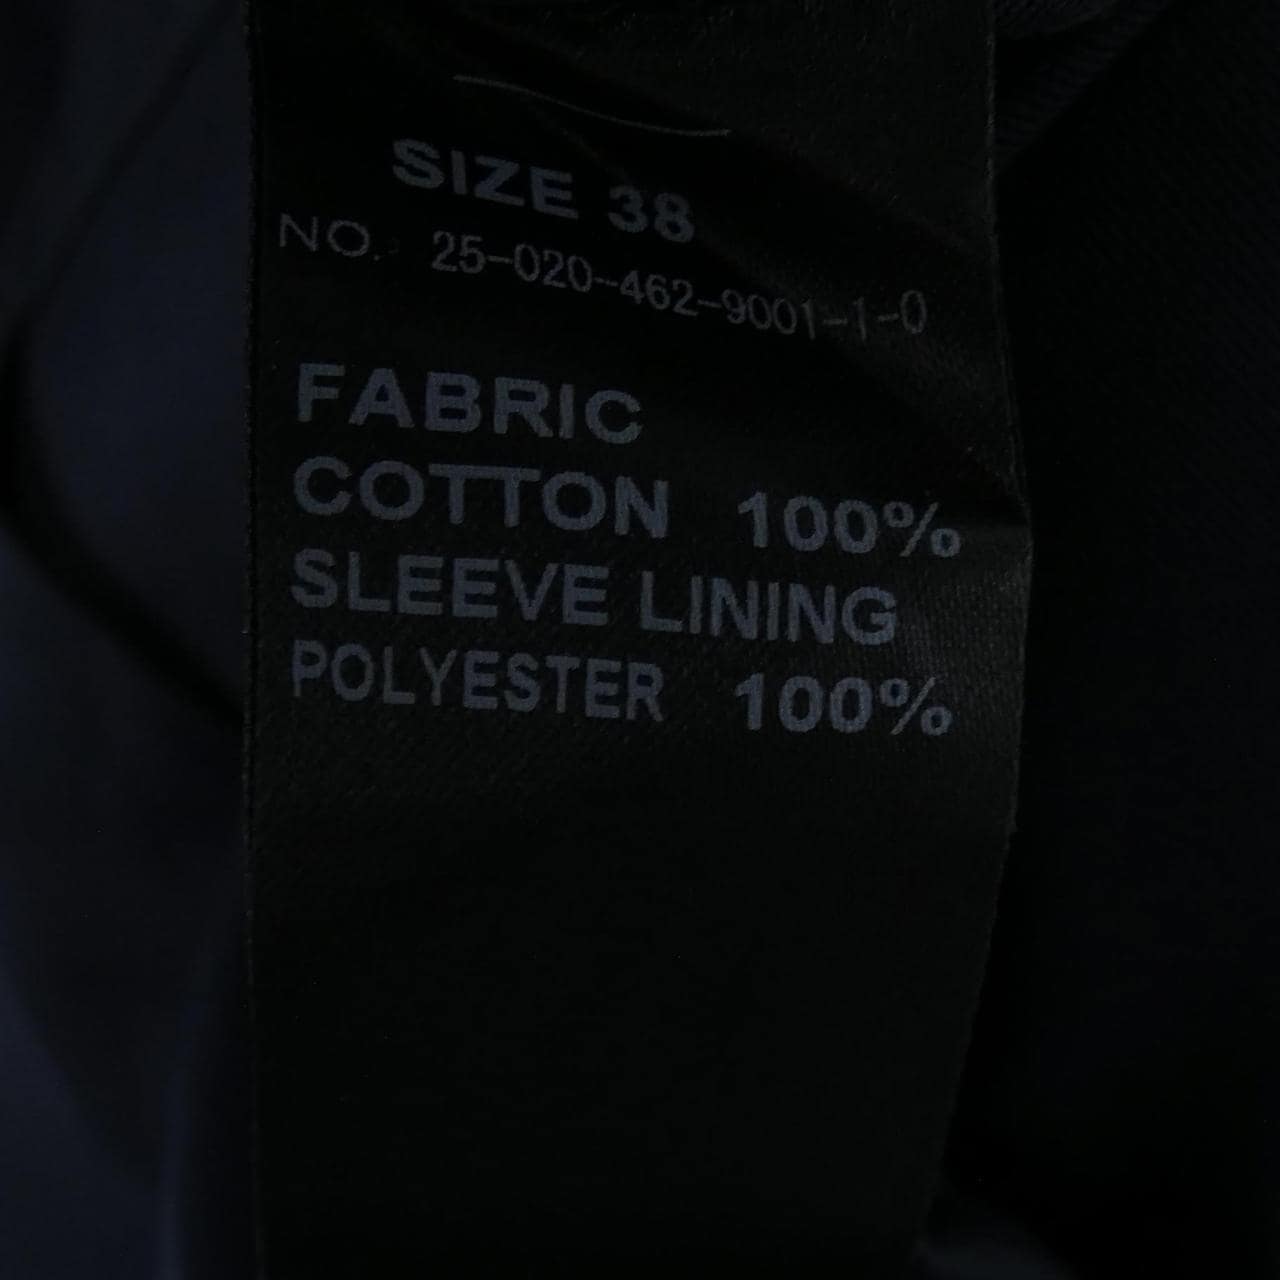 SIZE 38
NO. 25-020-462-9001-1-0
FABRIC
COTTON 100%
SLEEVE LINING
POLYESTER 100%